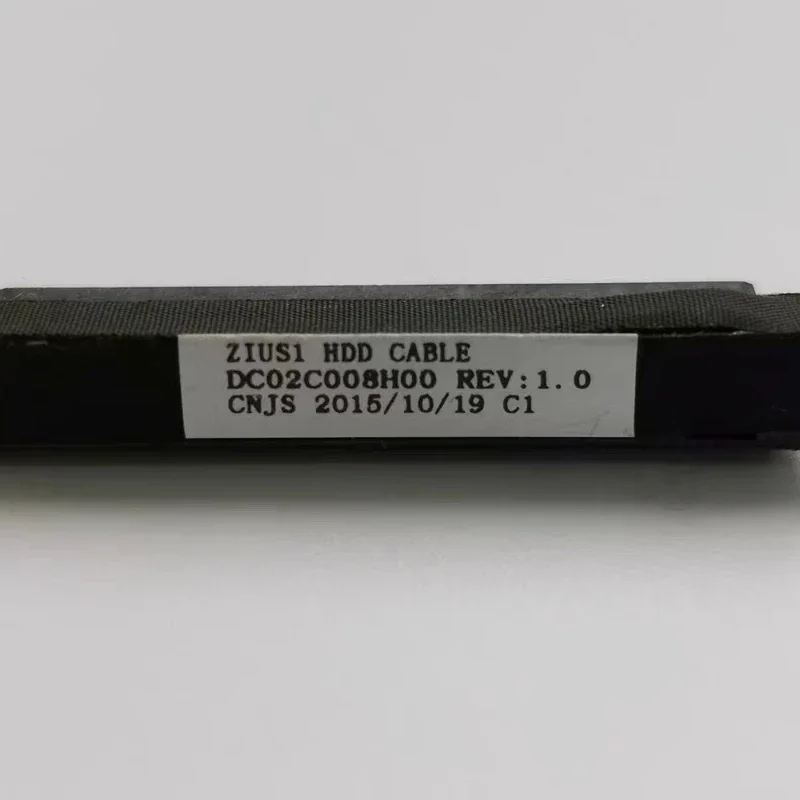 ZIUS1 HDD CABLE
DC02C008H00 REV:1.0
CNJS 2015/10/19 C1